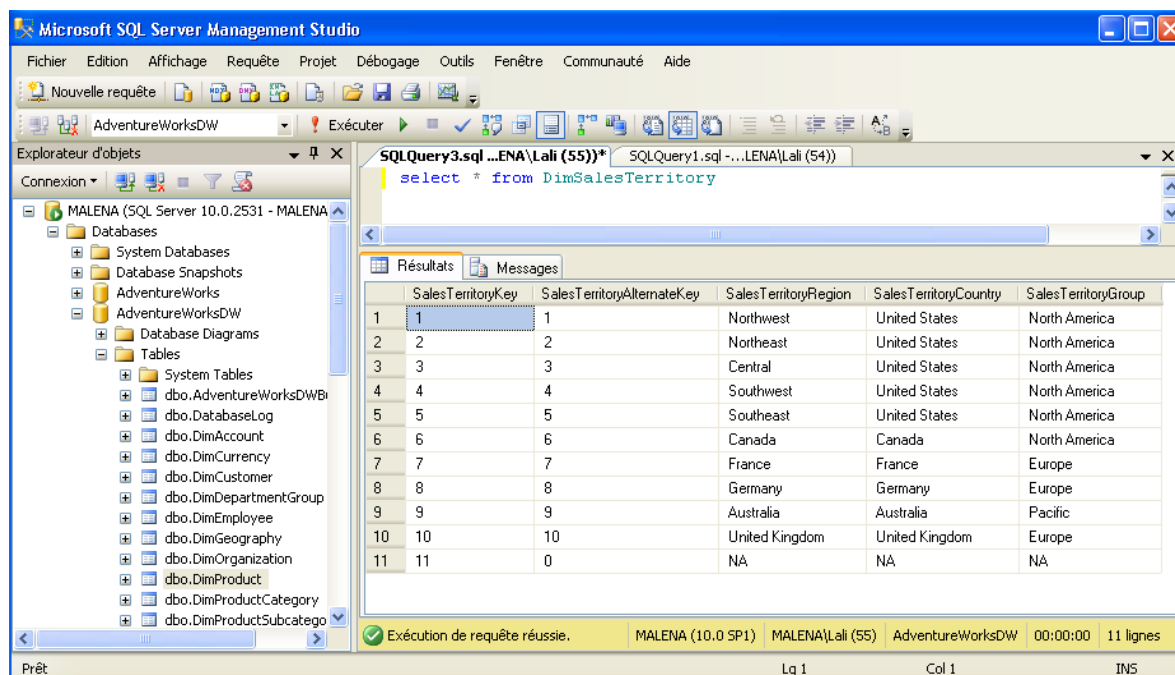 Microsoft SQL Server Management Studio
Fichier Edition Affichage Requête Projet Débogage Outils Fenêtre Communauté Aide
Nouvelle requête
AdventureWorksDW Exécuter
Explorateur d'objets
Connexion
MALENA (SQL Server 10.0.2531 - MALENA
Databases
System Databases
Database Snapshots
AdventureWorks
AdventureWorksDW
Database Diagrams
Tables
System Tables
dbo.AdventureWorksDWB
dbo.DatabaseLog
dbo.DimAccount
dbo.DimCurrency
dbo.DimCustomer
dbo.DimDepartmentGroup
dbo.DimEmployee
dbo.DimGeography
dbo.DimOrganization
dbo.DimProduct
dbo.DimProductCategory
dbo.DimProductSubcatego
SQLQuery3.sql ...ENA\Lali (55))* SQLQuery1.sql -...LENA\Lali (54))
select * from DimSalesTerritory
Résultats Messages
SalesTerritoryKey SalesTerritoryAlternateKey SalesTerritoryRegion SalesTerritoryCountry SalesTerritoryGroup
1 1 1 Northwest United States North America
2 2 2 Northeast United States North America
3 3 3 Central United States North America
4 4 4 Southwest United States North America
5 5 5 Southeast United States North America
6 6 6 Canada Canada North America
7 7 7 France France Europe
8 8 8 Germany Germany Europe
9 9 9 Australia Australia Pacific
10 10 10 United Kingdom United Kingdom Europe
11 11 0 NA NA NA
Exécution de requête réussie. MALENA (10.0 SP1) MALENA\Lali (55) AdventureWorksDW 00:00:00 11 lignes
Prêt Lg 1 Col 1 INS